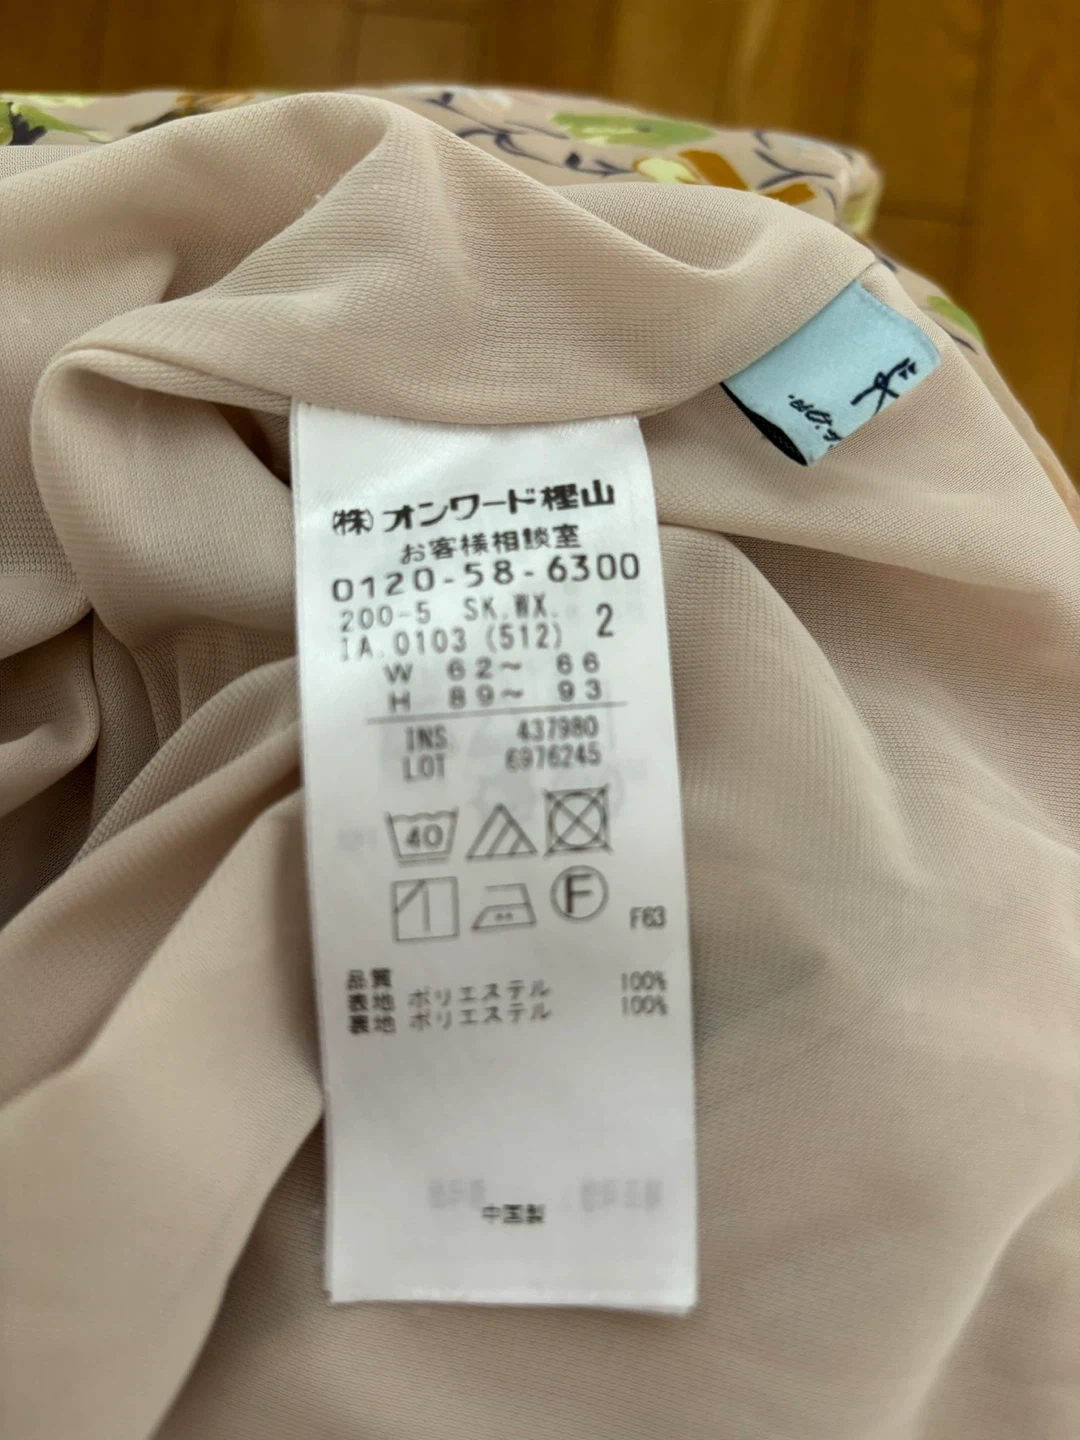 (株)オンワード樫山
お客様相談室
0120-58-6300
200-5 SK.WX.
IA.0103 (512) 2
W 62~ 66
H 89~ 93
INS 437980
LOT 6976245
40
F
F63
品質
表地 ポリエステル 100%
裏地 ポリエステル 100%
中国製